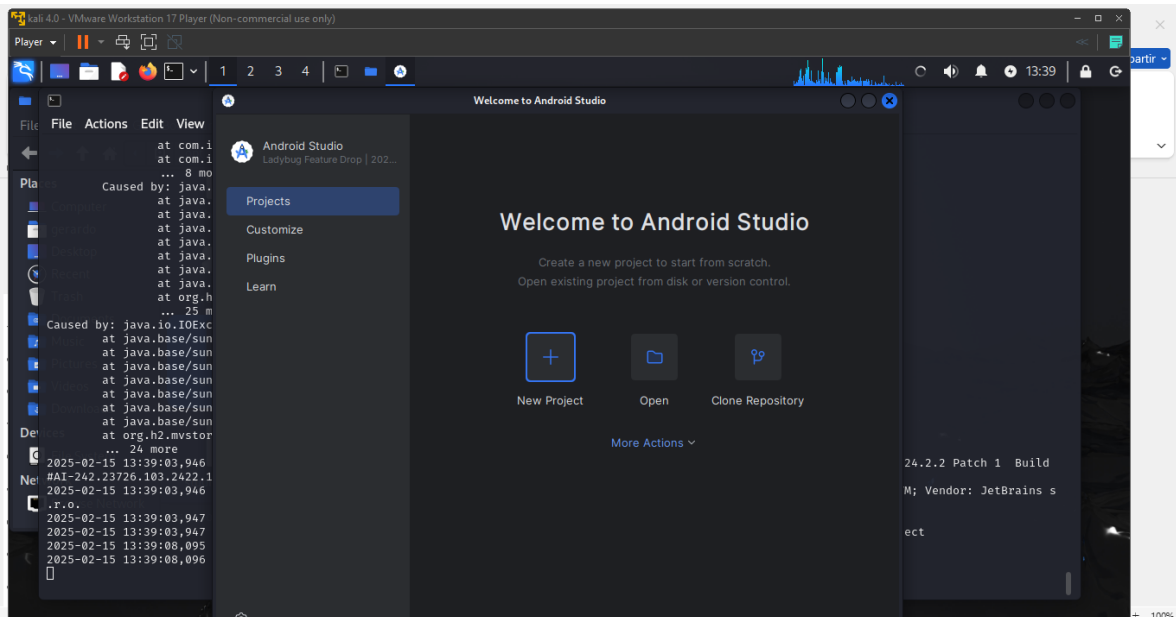 kali 4.0 - VMware Workstation 17 Player (Non-commercial use only)
Player
partir
1 2 3 4
13:39
Welcome to Android Studio
File
File Actions Edit View
Android Studio
Ladybug Feature Drop | 202...
Projects
Customize
Plugins
Learn
Welcome to Android Studio
Create a new project to start from scratch.
Open existing project from disk or version control.
New Project
Open
Clone Repository
More Actions
at com.i
at com.i
... 8 mo
Caused by: java.
at java.
at java.
at java.
at java.
at java.
at java.
at java.
at org.h
... 25 m
Caused by: java.io.IOExc
at java.base/sun
at java.base/sun
at java.base/sun
at java.base/sun
at java.base/sun
at java.base/sun
at java.base/sun
at org.h2.mvstor
... 24 more
2025-02-15 13:39:03,946
24.2.2 Patch 1 Build
#AI-242.23726.103.2422.1
2025-02-15 13:39:03,946
M; Vendor: JetBrains s
.r.o.
2025-02-15 13:39:03,947
2025-02-15 13:39:03,947
ect
2025-02-15 13:39:08,095
2025-02-15 13:39:08,096
100%